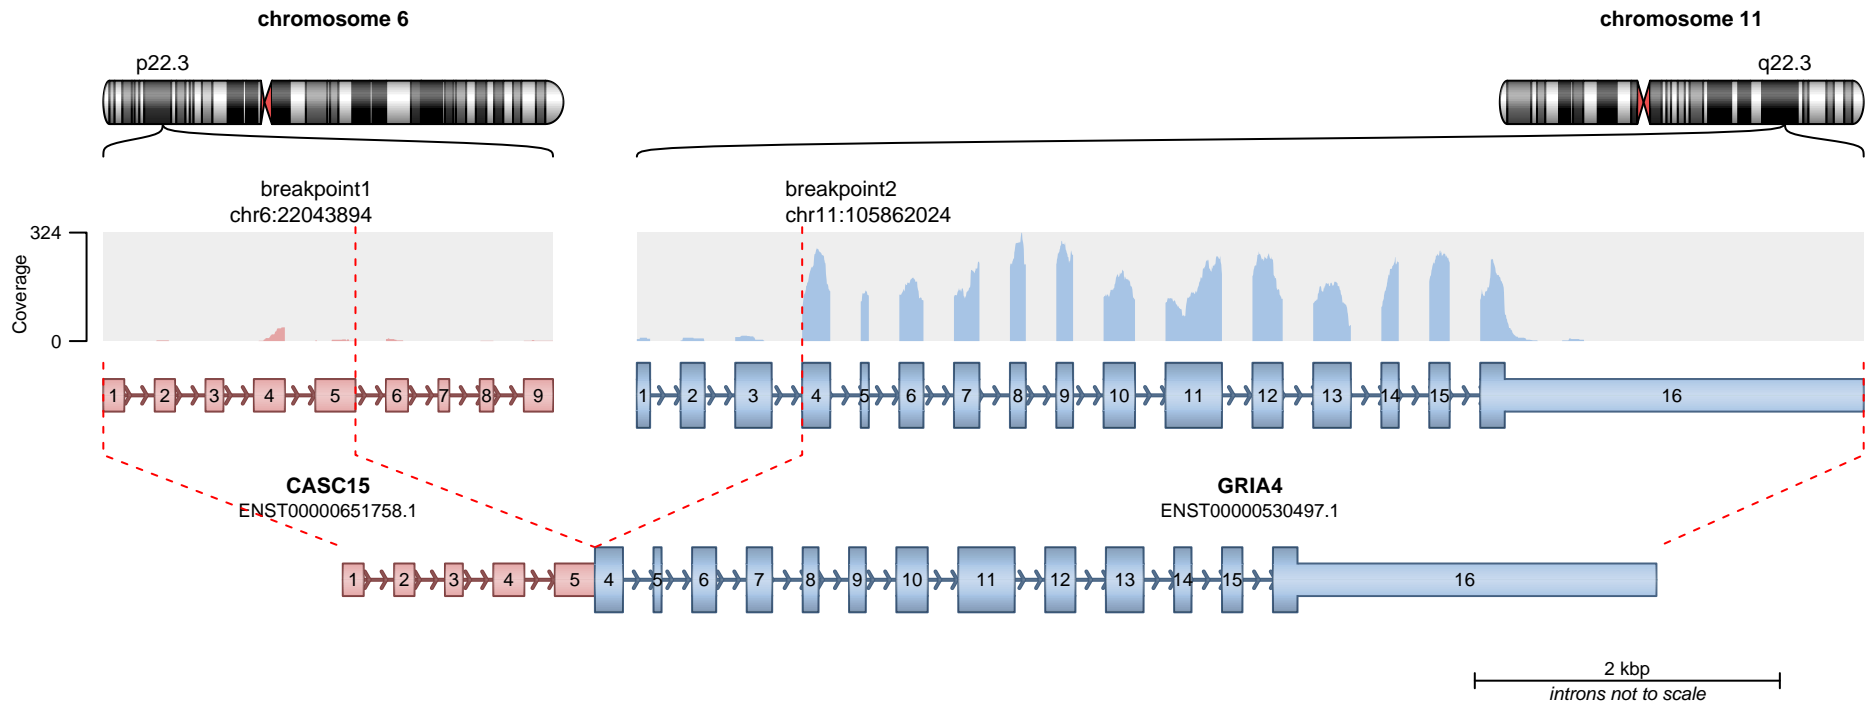 chromosome 6
chromosome 11
p22.3
q22.3
breakpoint1
chr6:22043894
breakpoint2
chr11:105862024
324
0
Coverage
1 2 3 4 5 6 7 8 9
1 2 3 4 5 6 7 8 9 10 11 12 13 14 15 16
CASC15
ENST00000651758.1
GRIA4
ENST00000530497.1
1 2 3 4 5 4 5 6 7 8 9 10 11 12 13 14 15 16
2 kbp
introns not to scale